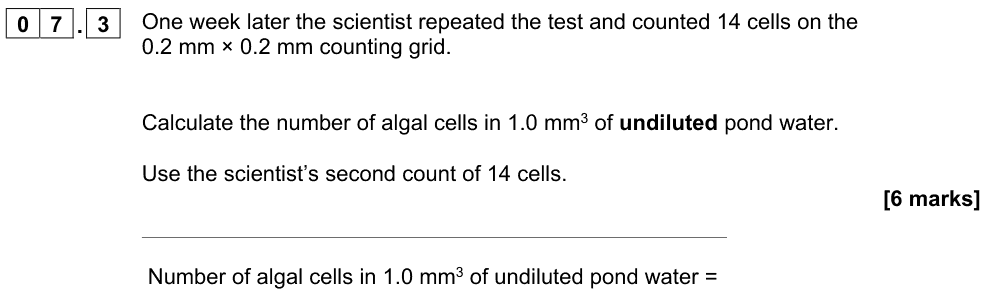 0 7 . 3 One week later the scientist repeated the test and counted 14 cells on the
0.2 mm × 0.2 mm counting grid.
Calculate the number of algal cells in 1.0 mm³ of undiluted pond water.
Use the scientist’s second count of 14 cells.
[6 marks]
Number of algal cells in 1.0 mm³ of undiluted pond water =